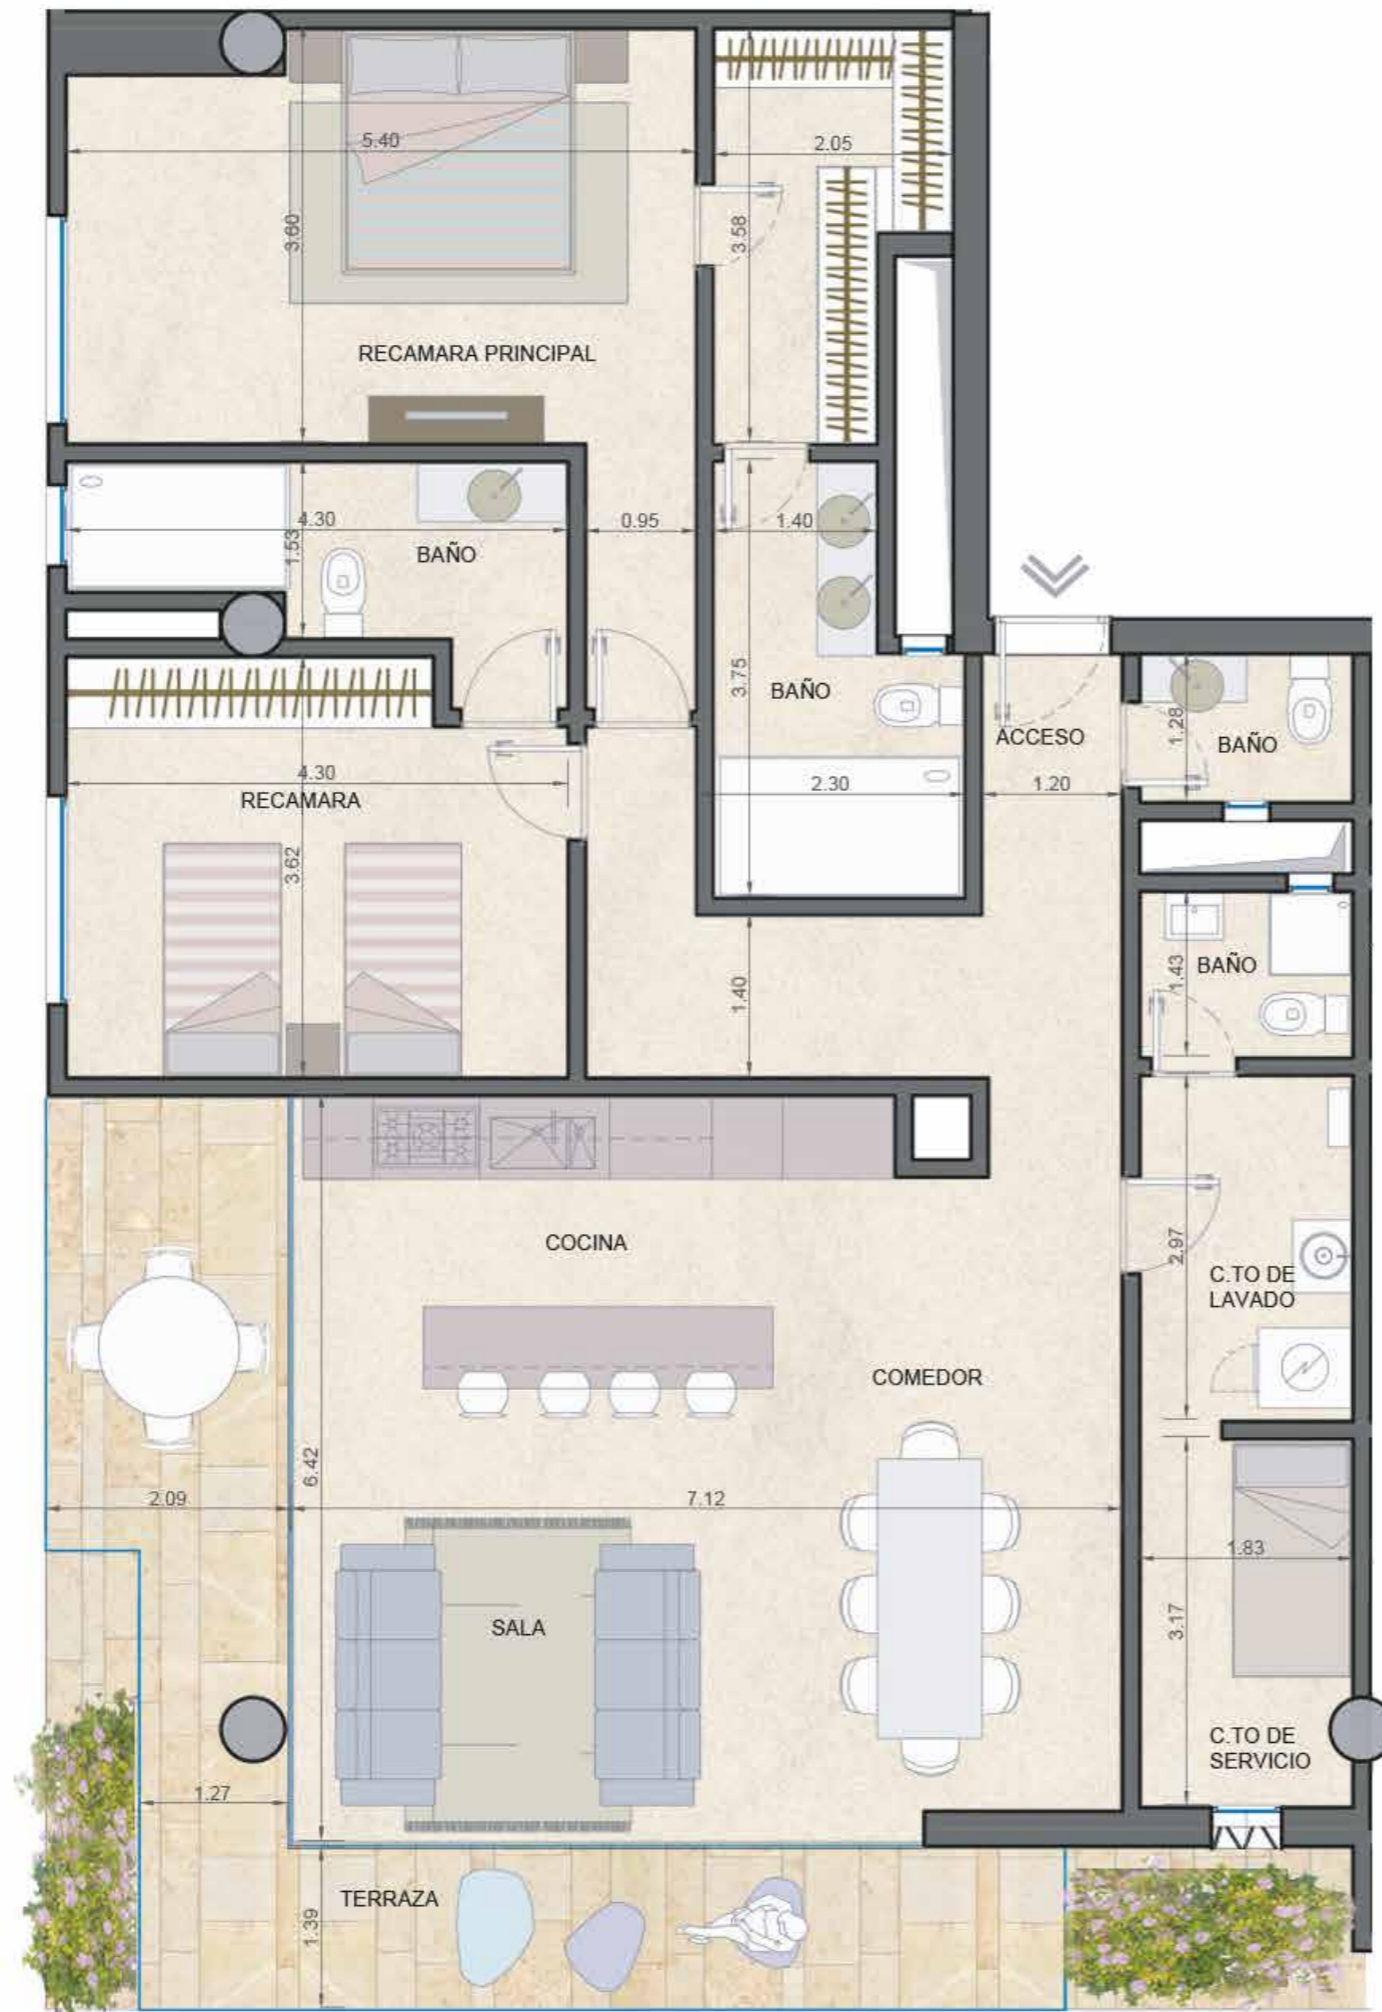 5.40
2.05
3.60
3.58
RECAMARA PRINCIPAL
4.30
0.95
1.40
1.53
BAÑO
3.75
BAÑO
1.28
ACCESO
BAÑO
4.30
RECAMARA
2.30
1.20
3.62
1.43
BAÑO
1.40
COCINA
2.97
C.TO DE
LAVADO
COMEDOR
6.42
2.09
7.12
1.83
SALA
3.17
C.TO DE
SERVICIO
1.27
TERRAZA
1.39